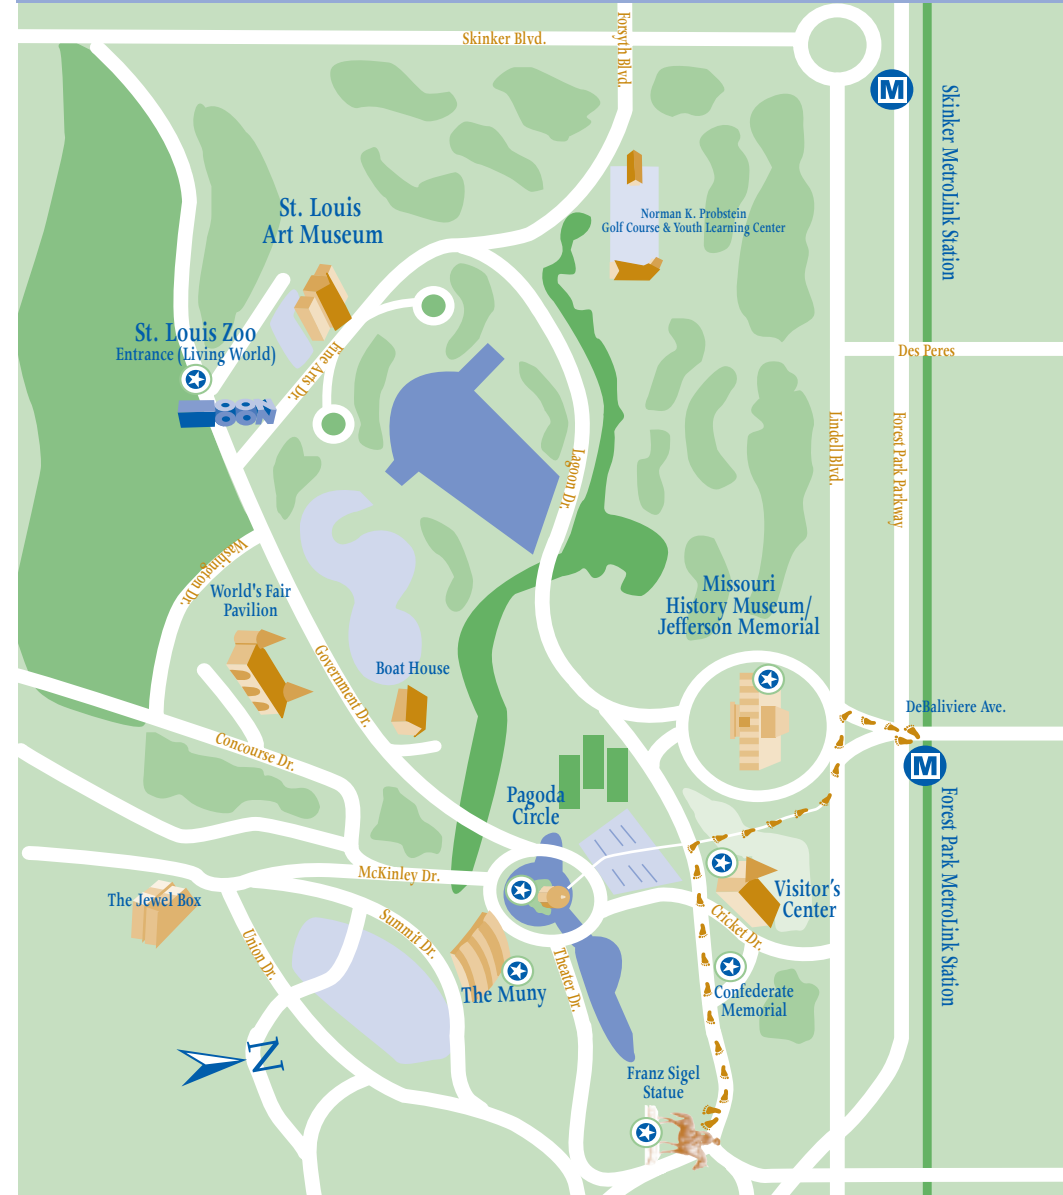 Skinker Blvd.
Forsyth Blvd.
M
Skinker MetroLink Station
St. Louis
Art Museum
Norman K. Probstein
Golf Course & Youth Learning Center
St. Louis Zoo
Entrance (Living World)
ZOO
ZOO
Fine Arts Dr.
Des Peres
Lindell Blvd.
Forest Park Parkway
Lagoon Dr.
Washington Dr.
World's Fair
Pavilion
Missouri
History Museum/
Jefferson Memorial
Government Dr.
Boat House
DeBaliviere Ave.
M
Concourse Dr.
Pagoda
Circle
Forest Park MetroLink Station
McKinley Dr.
The Jewel Box
Visitor's
Center
Cricket Dr.
Summit Dr.
Union Dr.
Theater Dr.
The Muny
Confederate
Memorial
N
Franz Sigel
Statue